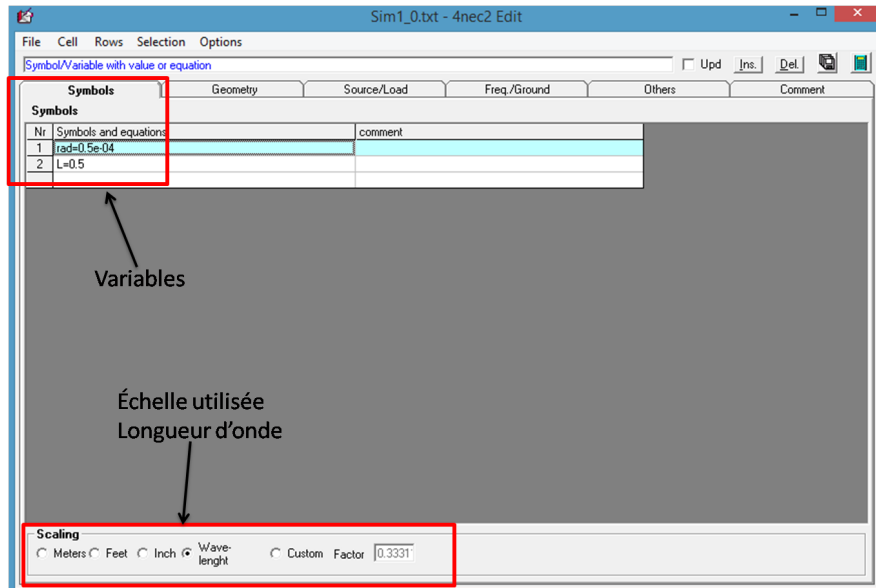 Sim1_0.txt - 4nec2 Edit
File Cell Rows Selection Options
Symbol/Variable with value or equation
Upd Ins. Del.
Symbols Geometry Source/Load Freq./Ground Others Comment
Symbols
Nr Symbols and equations comment
1 rad=0.5e-04
2 L=0.5
Variables
Échelle utilisée
Longueur d'onde
Scaling
Meters Feet Inch Wave-
lenght
Custom Factor 0.3331